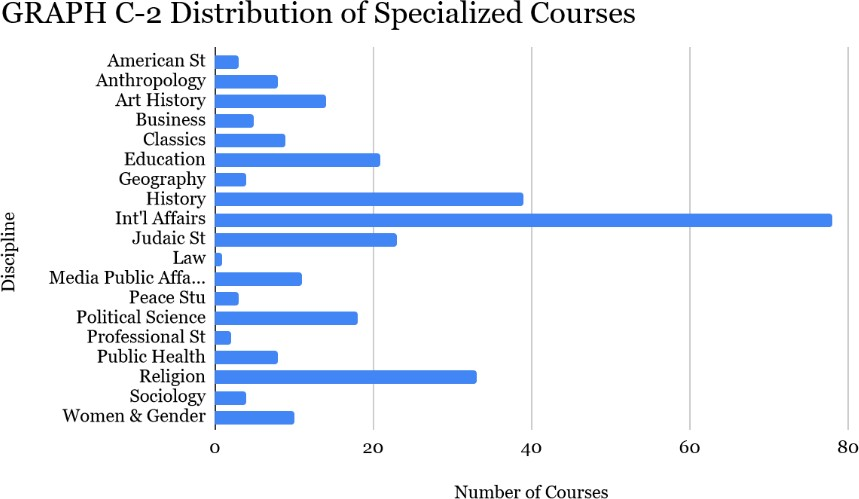 GRAPH C-2 Distribution of Specialized Courses
American St
Anthropology
Art History
Business
Classics
Education
Geography
History
Int'l Affairs
Judaic St
Law
Media Public Affa...
Peace Stu
Political Science
Professional St
Public Health
Religion
Sociology
Women & Gender
Discipline
0 20 40 60 80
Number of Courses